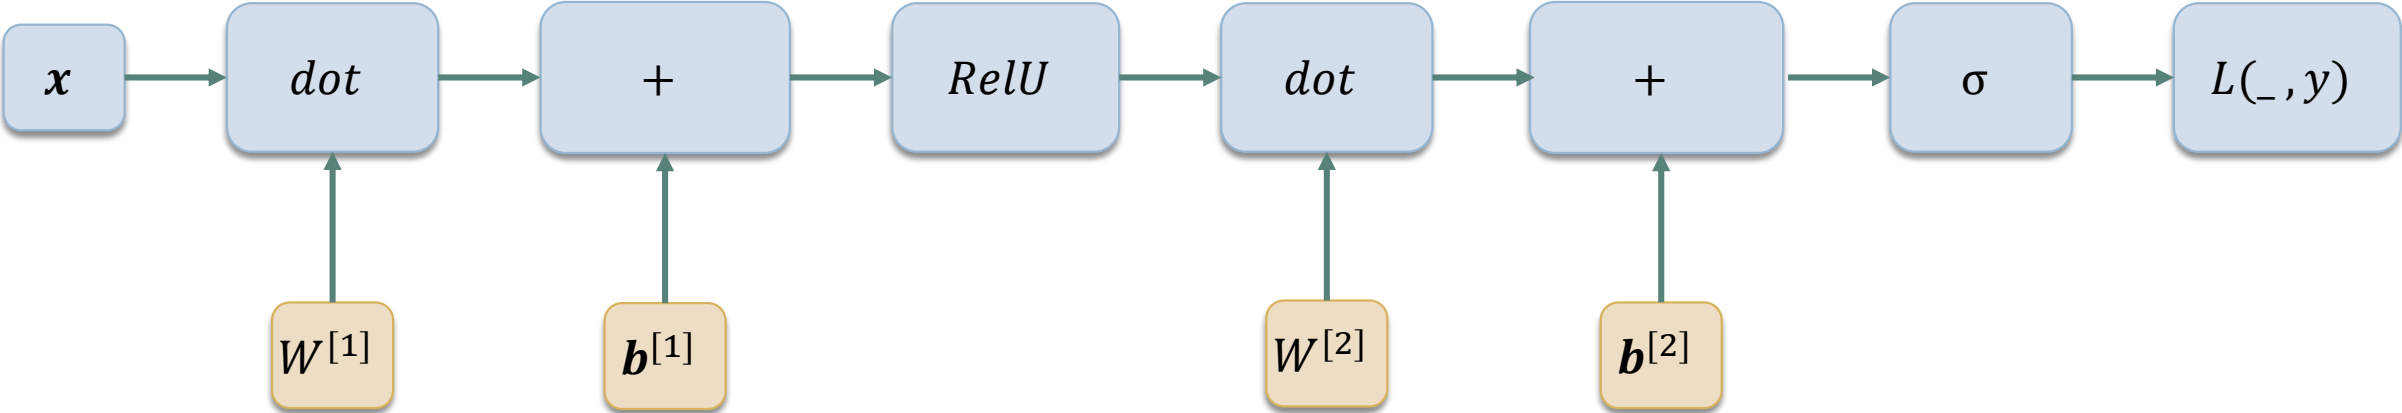 x dot + RelU dot + σ L(_ , y)
W[1] b[1] W[2] b[2]